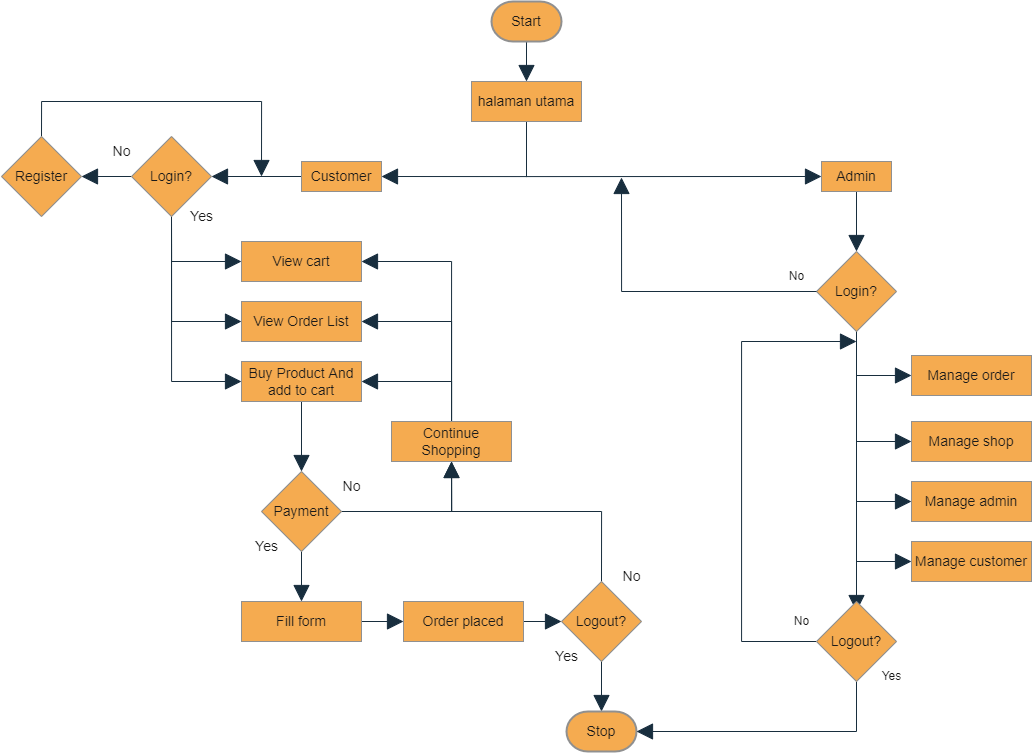 Start
halaman utama
No
Register
Login?
Customer
Admin
Yes
View cart
No
Login?
View Order List
Buy Product And
add to cart
Manage order
Continue
Shopping
Manage shop
No
Payment
Manage admin
Yes
Manage customer
No
Fill form
Order placed
Logout?
No
Logout?
Yes
Yes
Stop